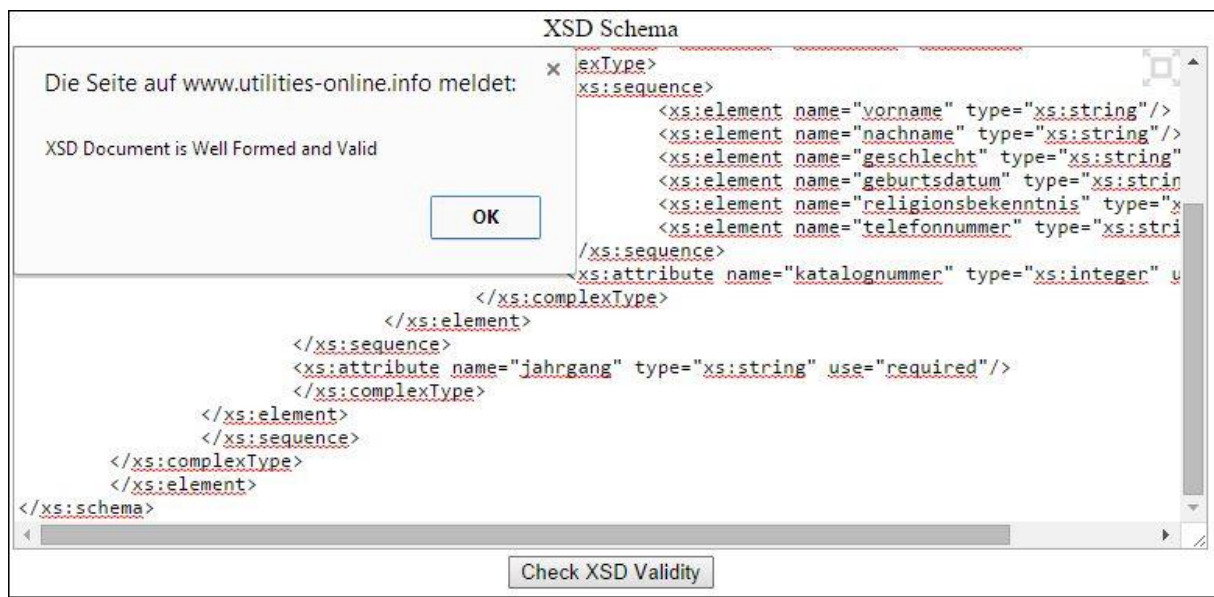 XSD Schema
Die Seite auf www.utilities-online.info meldet:
×
XSD Document is Well Formed and Valid
OK
exType>
xs:sequence>
<xs:element name="vorname" type="xs:string"/>
<xs:element name="nachname" type="xs:string"/>
<xs:element name="geschlecht" type="xs:string"
<xs:element name="geburtsdatum" type="xs:strin
<xs:element name="religionsbekenntnis" type="x
<xs:element name="telefonnummer" type="xs:stri
/xs:sequence>
<xs:attribute name="katalognummer" type="xs:integer" u
</xs:complexType>
</xs:element>
</xs:sequence>
<xs:attribute name="jahrgang" type="xs:string" use="required"/>
</xs:complexType>
</xs:element>
</xs:sequence>
</xs:complexType>
</xs:element>
</xs:schema>
Check XSD Validity